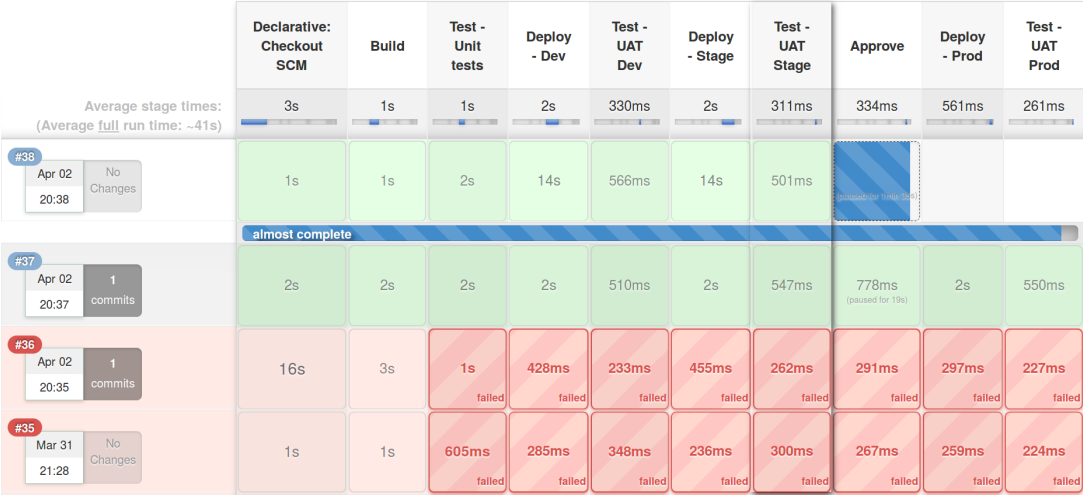 Declarative:
Checkout
SCM
Build
Test -
Unit
tests
Deploy
- Dev
Test -
UAT
Dev
Deploy
- Stage
Test -
UAT
Stage
Approve
Deploy
- Prod
Test -
UAT
Prod
Average stage times:
(Average full run time: ~41s)
3s
1s
1s
2s
330ms
2s
311ms
334ms
561ms
261ms
#38
Apr 02
20:38
No
Changes
1s
1s
2s
14s
566ms
14s
501ms
almost complete
#37
Apr 02
20:37
1
commits
2s
2s
2s
2s
510ms
2s
547ms
778ms
(paused for 19s)
2s
550ms
#36
Apr 02
20:35
1
commits
16s
3s
1s
failed
428ms
failed
233ms
failed
455ms
failed
262ms
failed
291ms
failed
297ms
failed
227ms
failed
#35
Mar 31
21:28
No
Changes
1s
1s
605ms
failed
285ms
failed
348ms
failed
236ms
failed
300ms
failed
267ms
failed
259ms
failed
224ms
failed